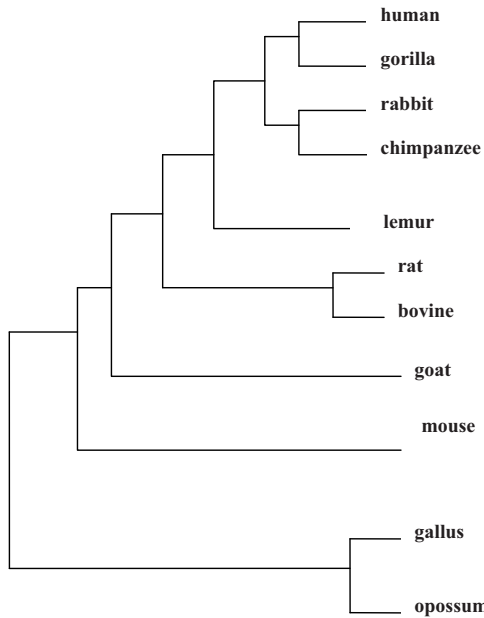 human
gorilla
rabbit
chimpanzee
lemur
rat
bovine
goat
mouse
gallus
opossum